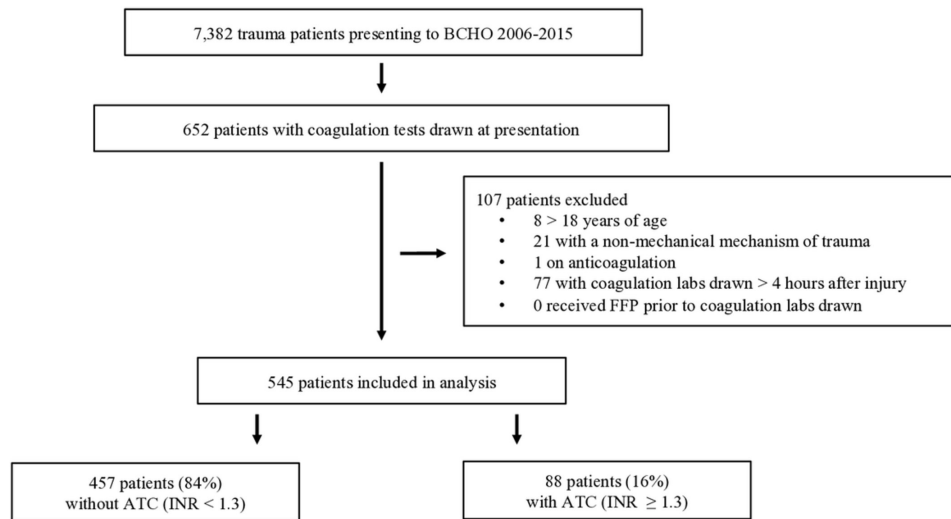 7,382 trauma patients presenting to BCHO 2006-2015
652 patients with coagulation tests drawn at presentation
107 patients excluded
• 8 > 18 years of age
• 21 with a non-mechanical mechanism of trauma
• 1 on anticoagulation
• 77 with coagulation labs drawn > 4 hours after injury
• 0 received FFP prior to coagulation labs drawn
545 patients included in analysis
457 patients (84%)
without ATC (INR < 1.3)
88 patients (16%)
with ATC (INR ≥ 1.3)